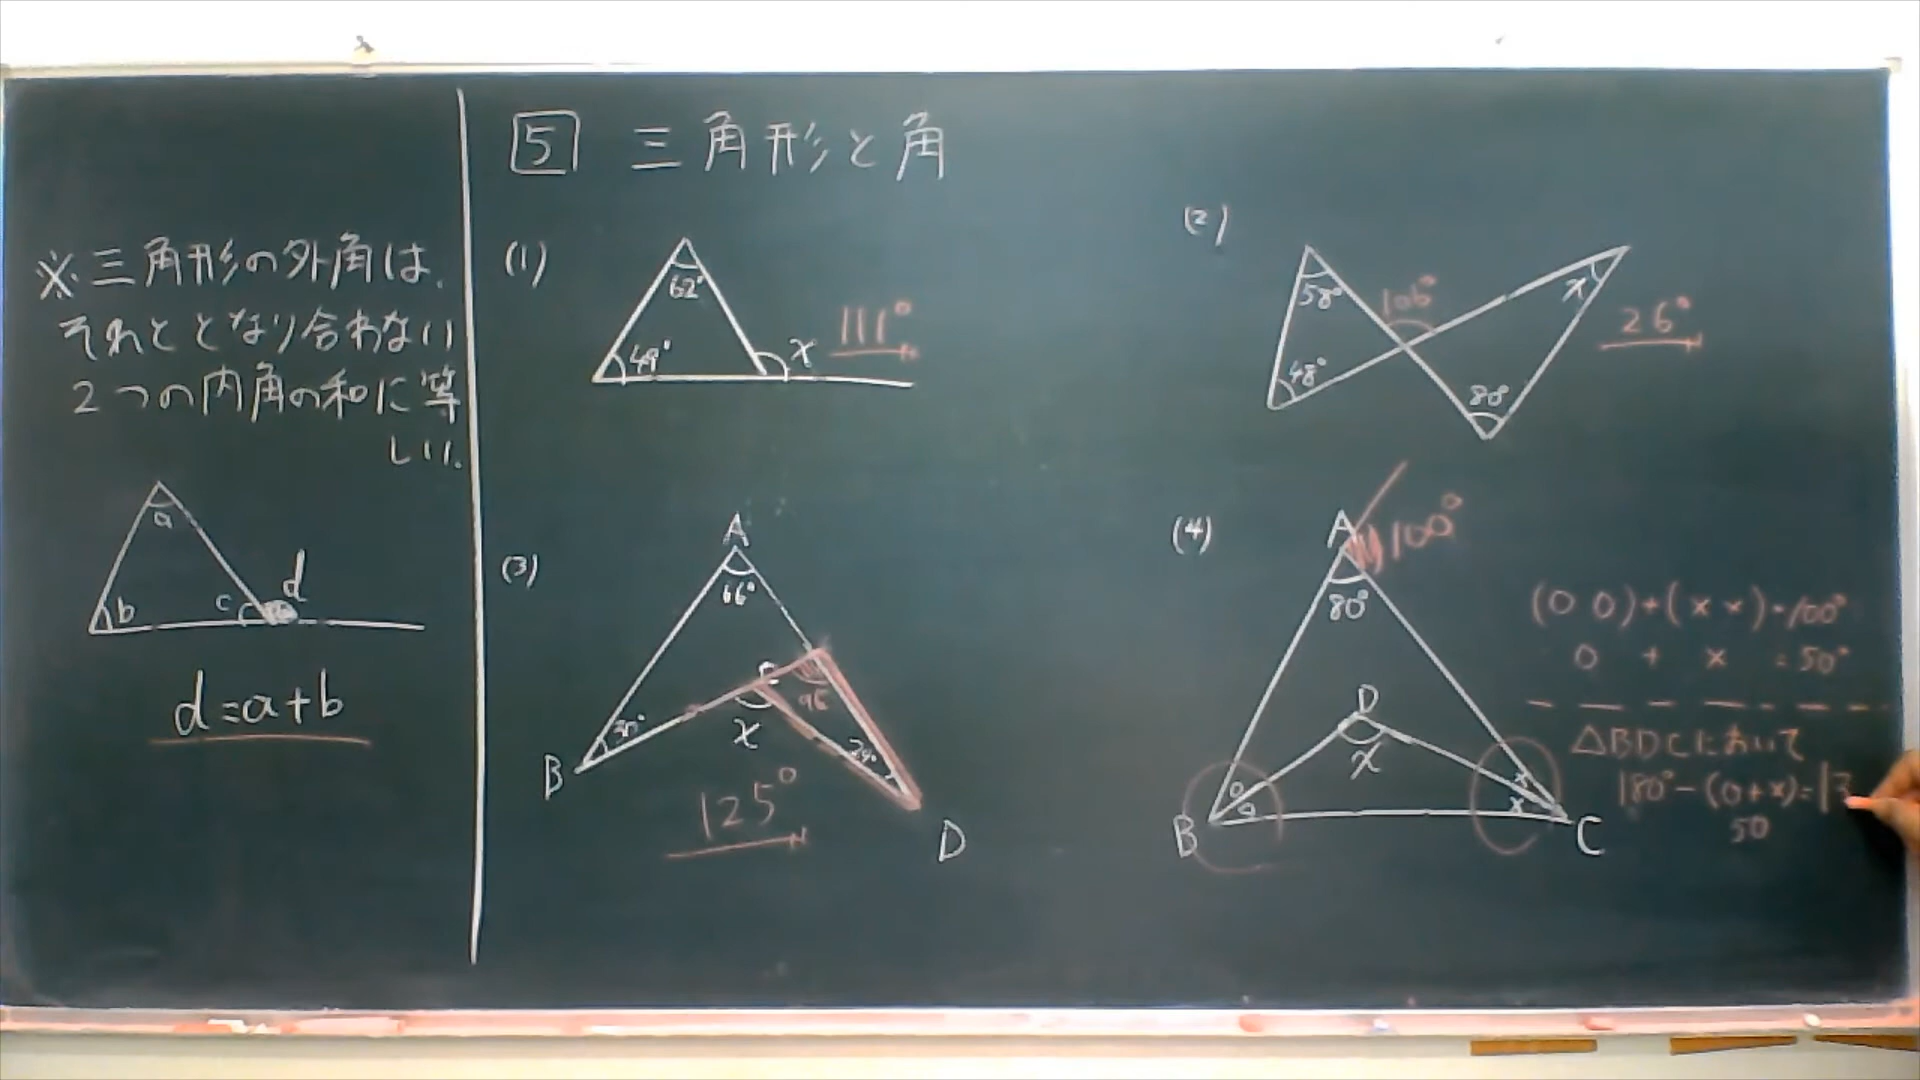 5 三角形と角
※三角形の外角は、
それととなり合わない
2つの内角の和に等
しい。
a
b
c
d
d=a+b
(1)
62°
49°
x
111°
(2)
58°
106°
x
26°
48°
80°
(3)
A
66°
C
96
30°
x
B
125°
D
(4)
A
100°
80°
(○○)+(××)=100°
○ + × =50°
D
△BDCにおいて
x
180°-(○+×)=13
50
○
○
×
×
B
C